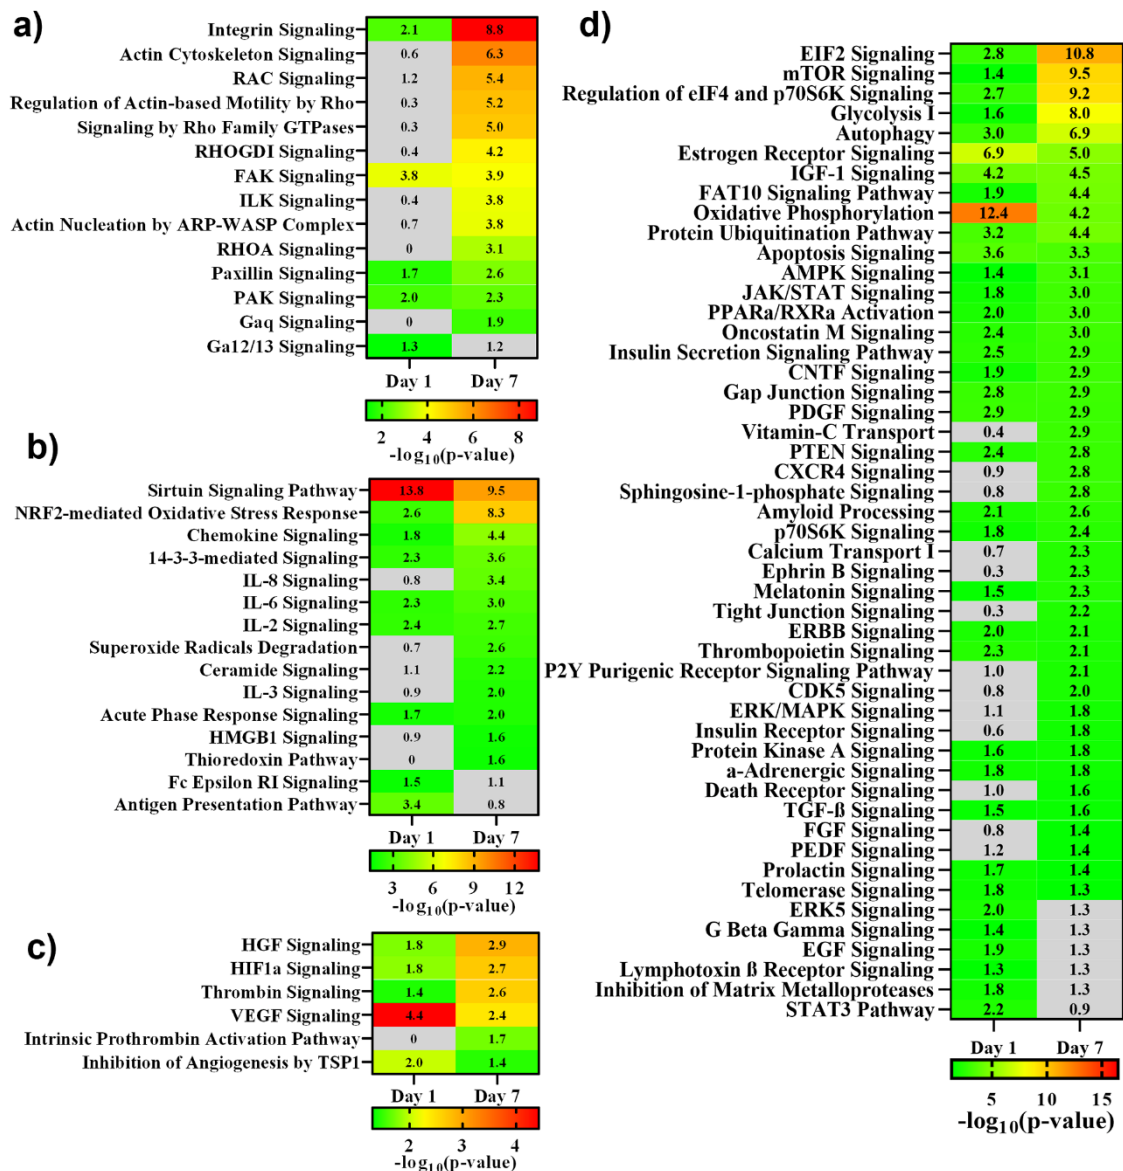 a)
Integrin Signaling 2.1 8.8
Actin Cytoskeleton Signaling 0.6 6.3
RAC Signaling 1.2 5.4
Regulation of Actin-based Motility by Rho 0.3 5.2
Signaling by Rho Family GTPases 0.3 5.0
RHOGDI Signaling 0.4 4.2
FAK Signaling 3.8 3.9
ILK Signaling 0.4 3.8
Actin Nucleation by ARP-WASP Complex 0.7 3.8
RHOA Signaling 0 3.1
Paxillin Signaling 1.7 2.6
PAK Signaling 2.0 2.3
Gaq Signaling 0 1.9
Ga12/13 Signaling 1.3 1.2
Day 1 Day 7
2 4 6 8
-log10(p-value)
b)
Sirtuin Signaling Pathway 13.8 9.5
NRF2-mediated Oxidative Stress Response 2.6 8.3
Chemokine Signaling 1.8 4.4
14-3-3-mediated Signaling 2.3 3.6
IL-8 Signaling 0.8 3.4
IL-6 Signaling 2.3 3.0
IL-2 Signaling 2.4 2.7
Superoxide Radicals Degradation 0.7 2.6
Ceramide Signaling 1.1 2.2
IL-3 Signaling 0.9 2.0
Acute Phase Response Signaling 1.7 2.0
HMGB1 Signaling 0.9 1.6
Thioredoxin Pathway 0 1.6
Fc Epsilon RI Signaling 1.5 1.1
Antigen Presentation Pathway 3.4 0.8
Day 1 Day 7
3 6 9 12
-log10(p-value)
c)
HGF Signaling 1.8 2.9
HIF1a Signaling 1.8 2.7
Thrombin Signaling 1.4 2.6
VEGF Signaling 4.4 2.4
Intrinsic Prothrombin Activation Pathway 0 1.7
Inhibition of Angiogenesis by TSP1 2.0 1.4
Day 1 Day 7
2 3 4
-log10(p-value)
d)
EIF2 Signaling 2.8 10.8
mTOR Signaling 1.4 9.5
Regulation of eIF4 and p70S6K Signaling 2.7 9.2
Glycolysis I 1.6 8.0
Autophagy 3.0 6.9
Estrogen Receptor Signaling 6.9 5.0
IGF-1 Signaling 4.2 4.5
FAT10 Signaling Pathway 1.9 4.4
Oxidative Phosphorylation 12.4 4.2
Protein Ubiquitination Pathway 3.2 4.4
Apoptosis Signaling 3.6 3.3
AMPK Signaling 1.4 3.1
JAK/STAT Signaling 1.8 3.0
PPARa/RXRa Activation 2.0 3.0
Oncostatin M Signaling 2.4 3.0
Insulin Secretion Signaling Pathway 2.5 2.9
CNTF Signaling 1.9 2.9
Gap Junction Signaling 2.8 2.9
PDGF Signaling 2.9 2.9
Vitamin-C Transport 0.4 2.9
PTEN Signaling 2.4 2.8
CXCR4 Signaling 0.9 2.8
Sphingosine-1-phosphate Signaling 0.8 2.8
Amyloid Processing 2.1 2.6
p70S6K Signaling 1.8 2.4
Calcium Transport I 0.7 2.3
Ephrin B Signaling 0.3 2.3
Melatonin Signaling 1.5 2.3
Tight Junction Signaling 0.3 2.2
ERBB Signaling 2.0 2.1
Thrombopoietin Signaling 2.3 2.1
P2Y Purigenic Receptor Signaling Pathway 1.0 2.1
CDK5 Signaling 0.8 2.0
ERK/MAPK Signaling 1.1 1.8
Insulin Receptor Signaling 0.6 1.8
Protein Kinase A Signaling 1.6 1.8
a-Adrenergic Signaling 1.8 1.8
Death Receptor Signaling 1.0 1.6
TGF-ß Signaling 1.5 1.6
FGF Signaling 0.8 1.4
PEDF Signaling 1.2 1.4
Prolactin Signaling 1.7 1.4
Telomerase Signaling 1.8 1.3
ERK5 Signaling 2.0 1.3
G Beta Gamma Signaling 1.4 1.3
EGF Signaling 1.9 1.3
Lymphotoxin ß Receptor Signaling 1.3 1.3
Inhibition of Matrix Metalloproteases 1.8 1.3
STAT3 Pathway 2.2 0.9
Day 1 Day 7
5 10 15
-log10(p-value)